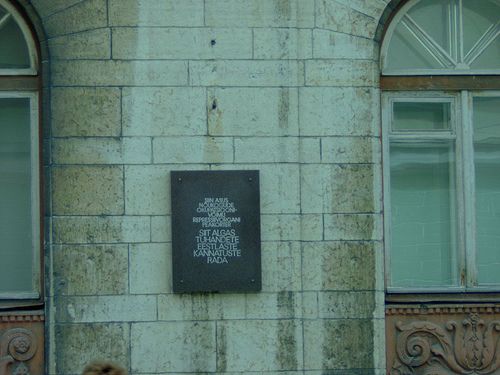 SIIN ASUS
NÕUKOGUDE
OKUPATSIOONI-
VÕIMU
REPRESSIIVORGANI
PEAKORTER
SIIT ALGAS
TUHANDETE
EESTLASTE
KANNATUSTE
RADA